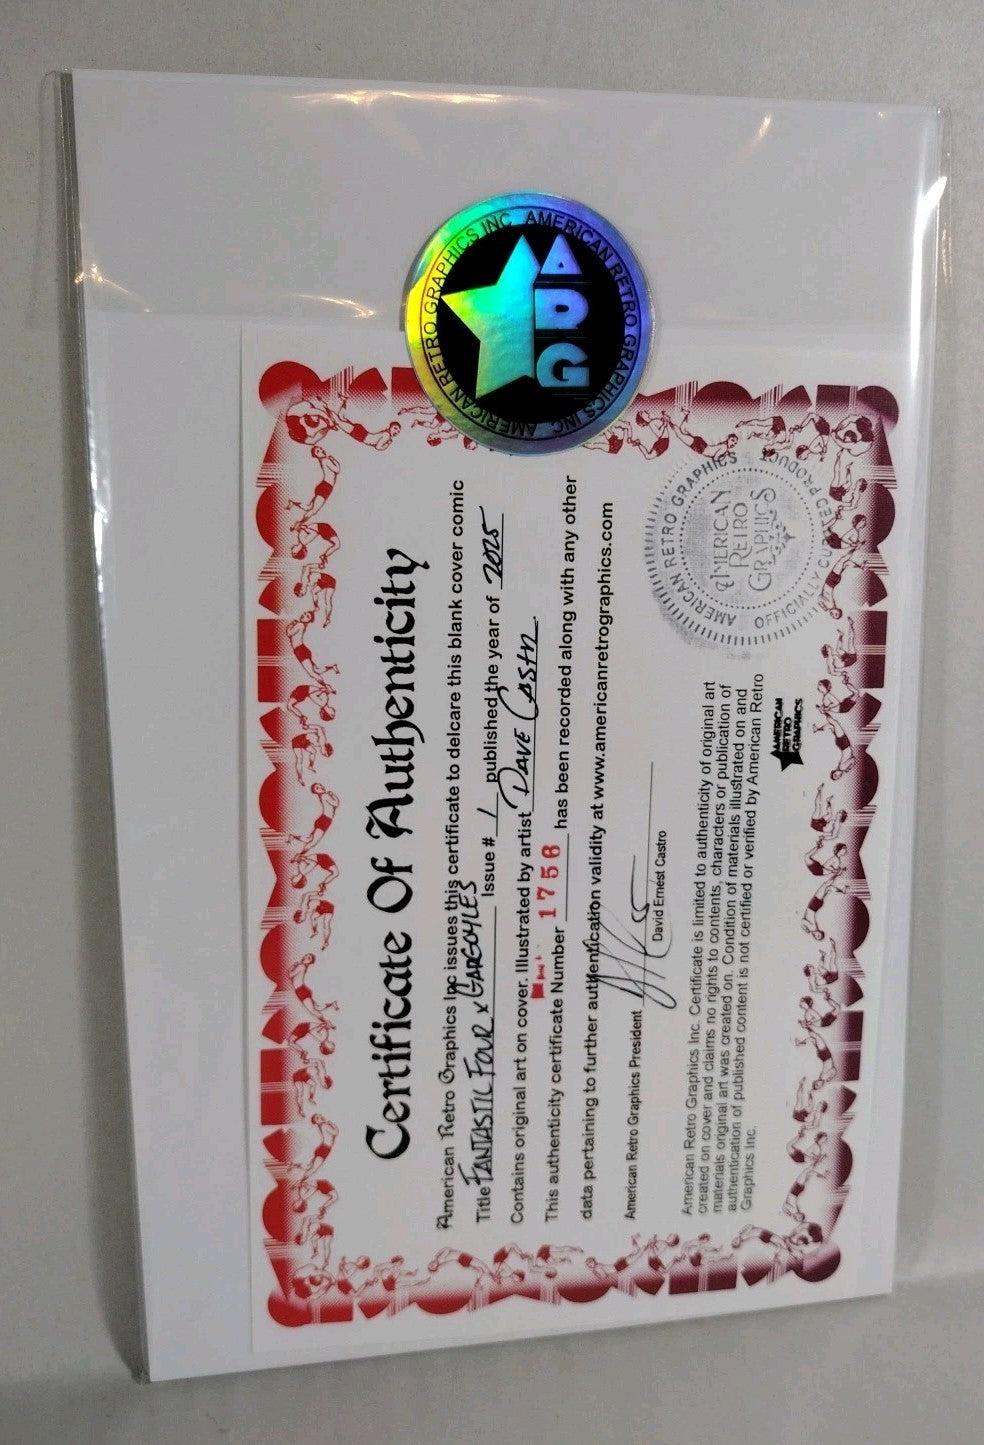 AMERICAN RETRO GRAPHICS INC AMERICAN RETRO GRAPHICS INC
ARG
Certificate Of Authenticity
American Retro Graphics Inc issues this certificate to delcare this blank cover comic
Title FANTASTIC FOUR x GARGOYLES Issue # 1 published the year of 2025
Contains original art on cover. Illustrated by artist DAVE CASTR
This authenticity certificate Number 1756 has been recorded along with any other
data pertaining to further authentication validity at www.americanretrographics.com
American Retro Graphics President
David Ernest Castro
American Retro Graphics Inc. Certificate is limited to authenticity of original art
created on cover and claims no rights to contents, characters or publication of
materials original art was created on. Condition of materials illustrated on and
authentication of published content is not certified or verified by American Retro
Graphics Inc.
AMERICAN
RETRO
GRAPHICS
AMERICAN RETRO GRAPHICS
OFFICIALLY PRODUCT
AMERICAN
RETRO
GRAPHICS